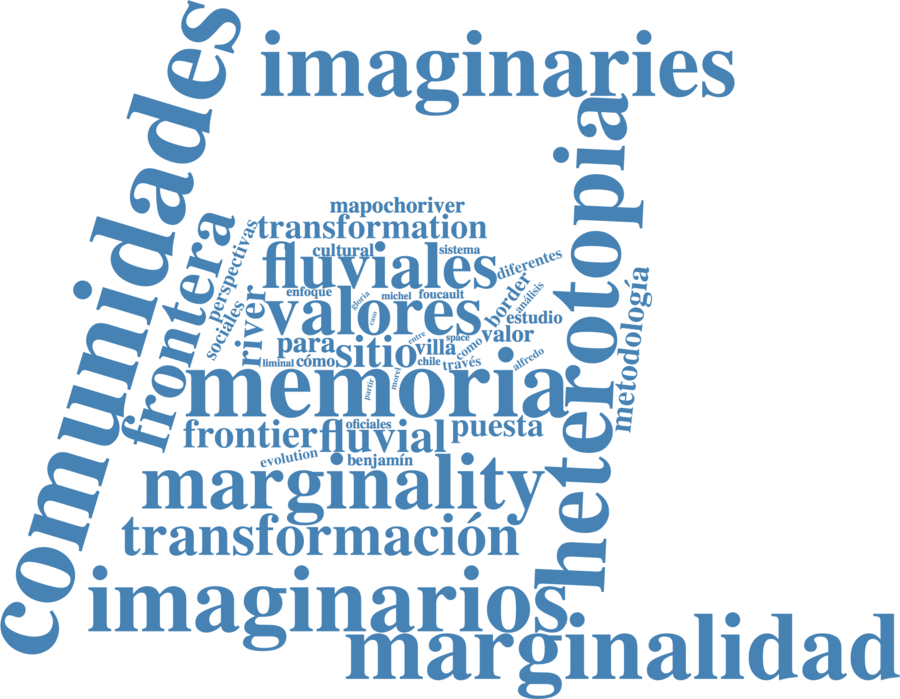 imaginaries
comunidades
heterotopia
mapochoriver
transformation
frontera
perspectivas
cultural
sistema
fluviales
diferentes
metodología
enfoque
gloria
michel
foucault
border
análisis
sociales
river
valores
caso
estudio
para
sitio
entre
villa
space
como
valor
liminal
cómo
chile
través
alfredo
memoria
partir
morel
frontier
oficiales
fluvial
puesta
evolution
benjamín
marginality
transformación
imaginarios
marginalidad